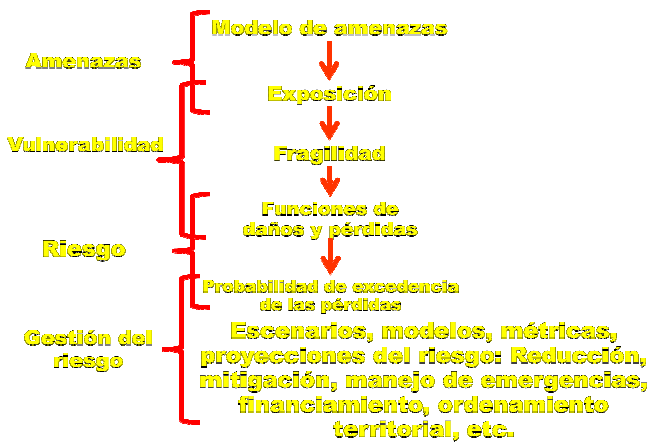 Modelo de amenazas
Amenazas
Exposición
Vulnerabilidad
Fragilidad
Funciones de
daños y pérdidas
Riesgo
Probabilidad de excedencia
de las pérdidas
Gestión del
riesgo
Escenarios, modelos, métricas,
proyecciones del riesgo: Reducción,
mitigación, manejo de emergencias,
financiamiento, ordenamiento
territorial, etc.